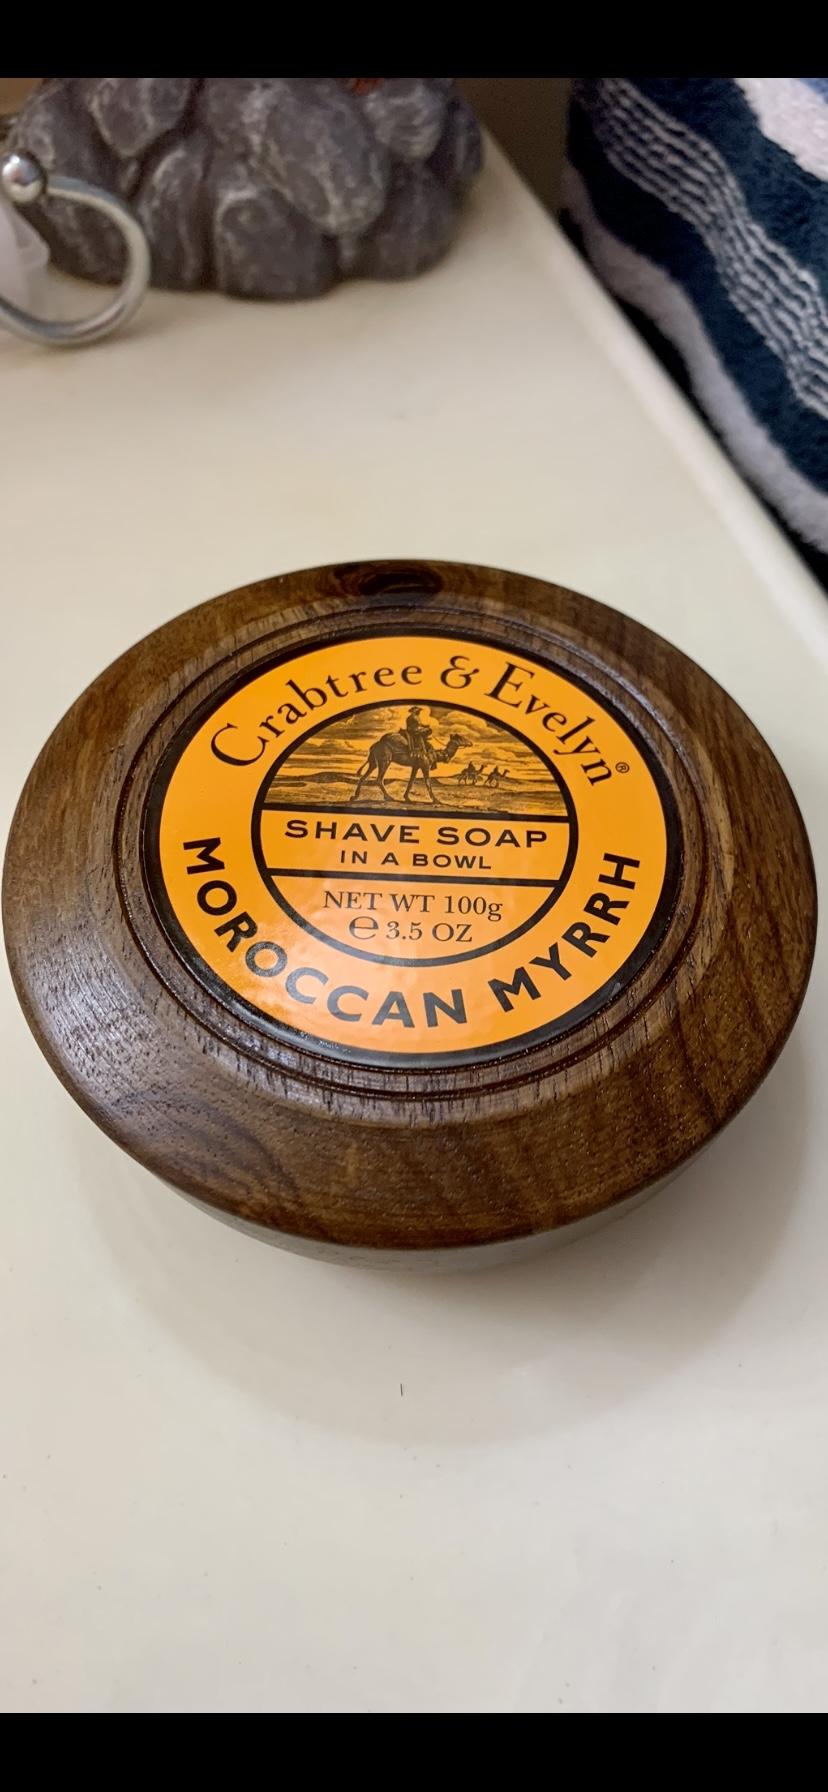 Crabtree & Evelyn®
SHAVE SOAP
IN A BOWL
NET WT 100g
℮ 3.5 OZ
MOROCCAN MYRRH